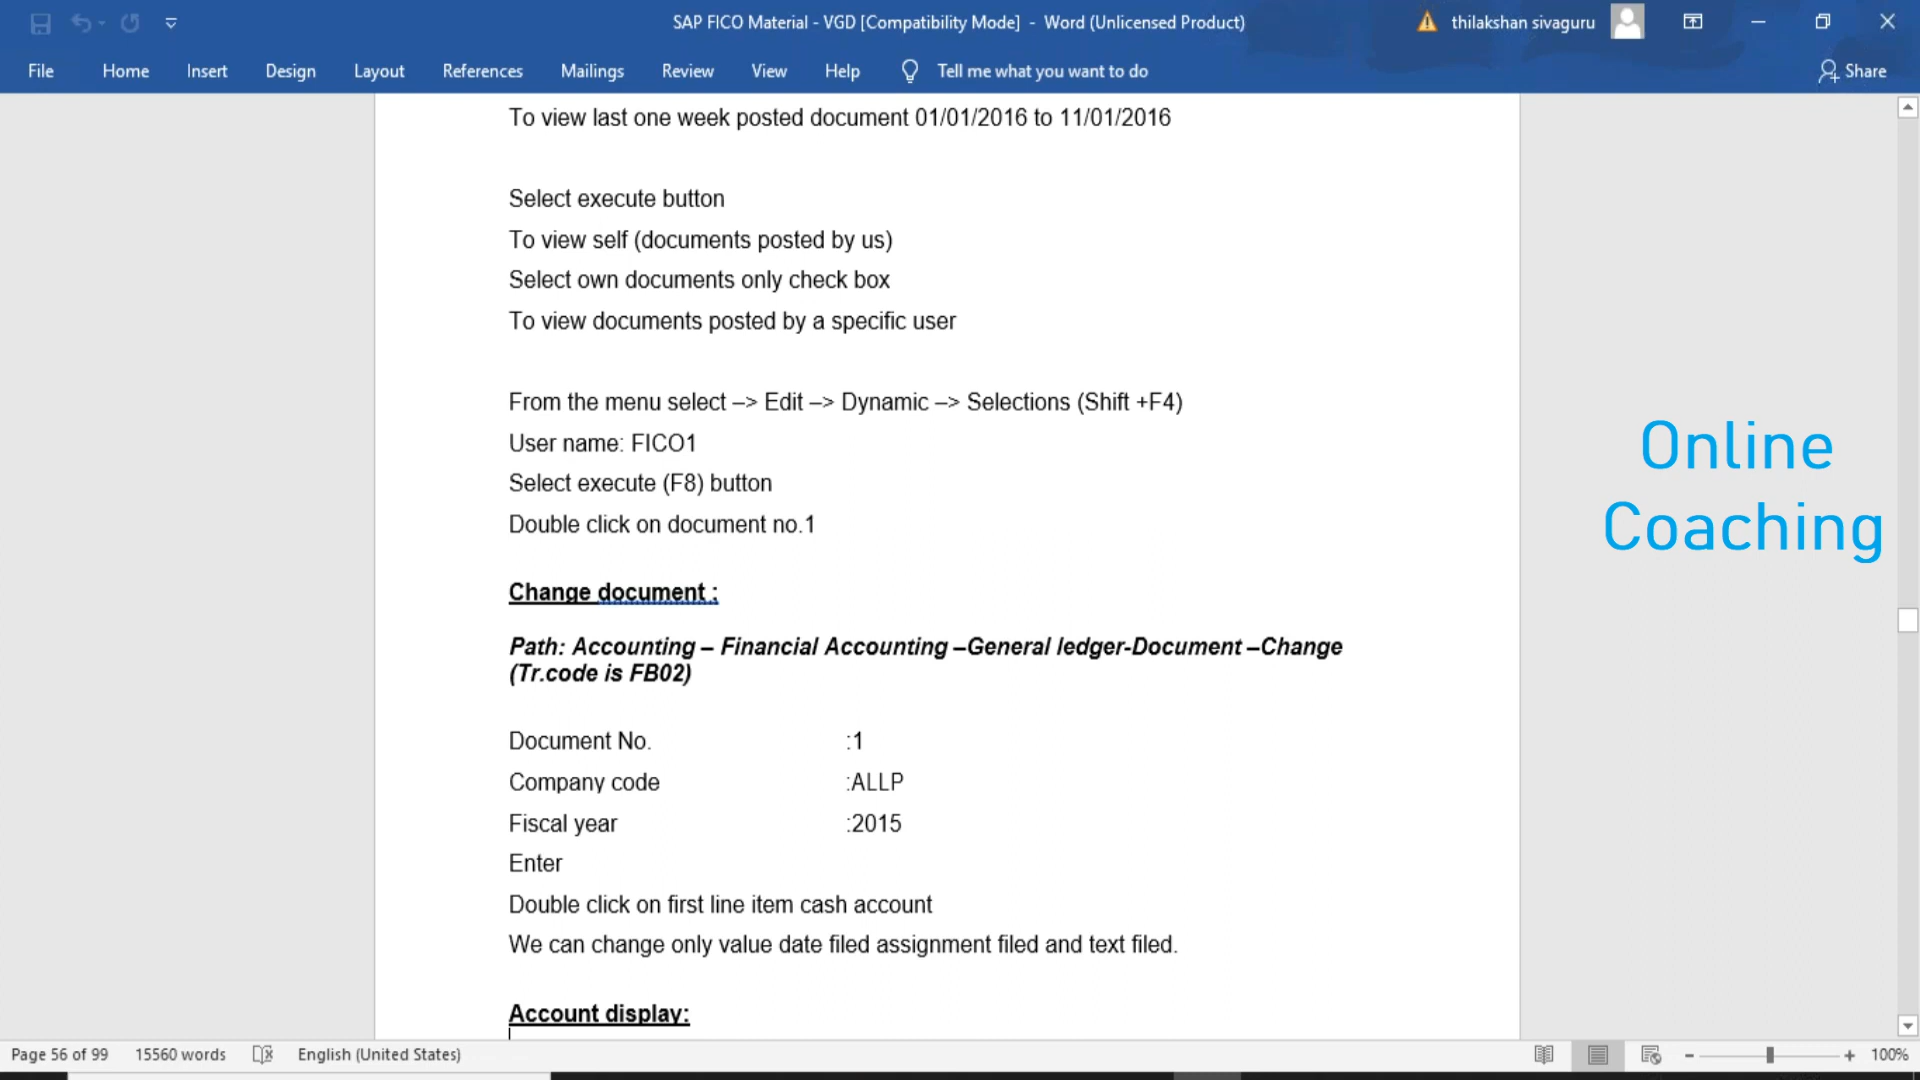 SAP FICO Material - VGD [Compatibility Mode] - Word (Unlicensed Product)
thilakshan sivaguru
File Home Insert Design Layout References Mailings Review View Help Tell me what you want to do Share
To view last one week posted document 01/01/2016 to 11/01/2016
Select execute button
To view self (documents posted by us)
Select own documents only check box
To view documents posted by a specific user
From the menu select –> Edit –> Dynamic –> Selections (Shift +F4)
User name: FICO1
Select execute (F8) button
Double click on document no.1
Online
Coaching
Change document :
Path: Accounting – Financial Accounting –General ledger-Document –Change
(Tr.code is FB02)
Document No. :1
Company code :ALLP
Fiscal year :2015
Enter
Double click on first line item cash account
We can change only value date filed assignment filed and text filed.
Account display:
Page 56 of 99 15560 words English (United States) 100%